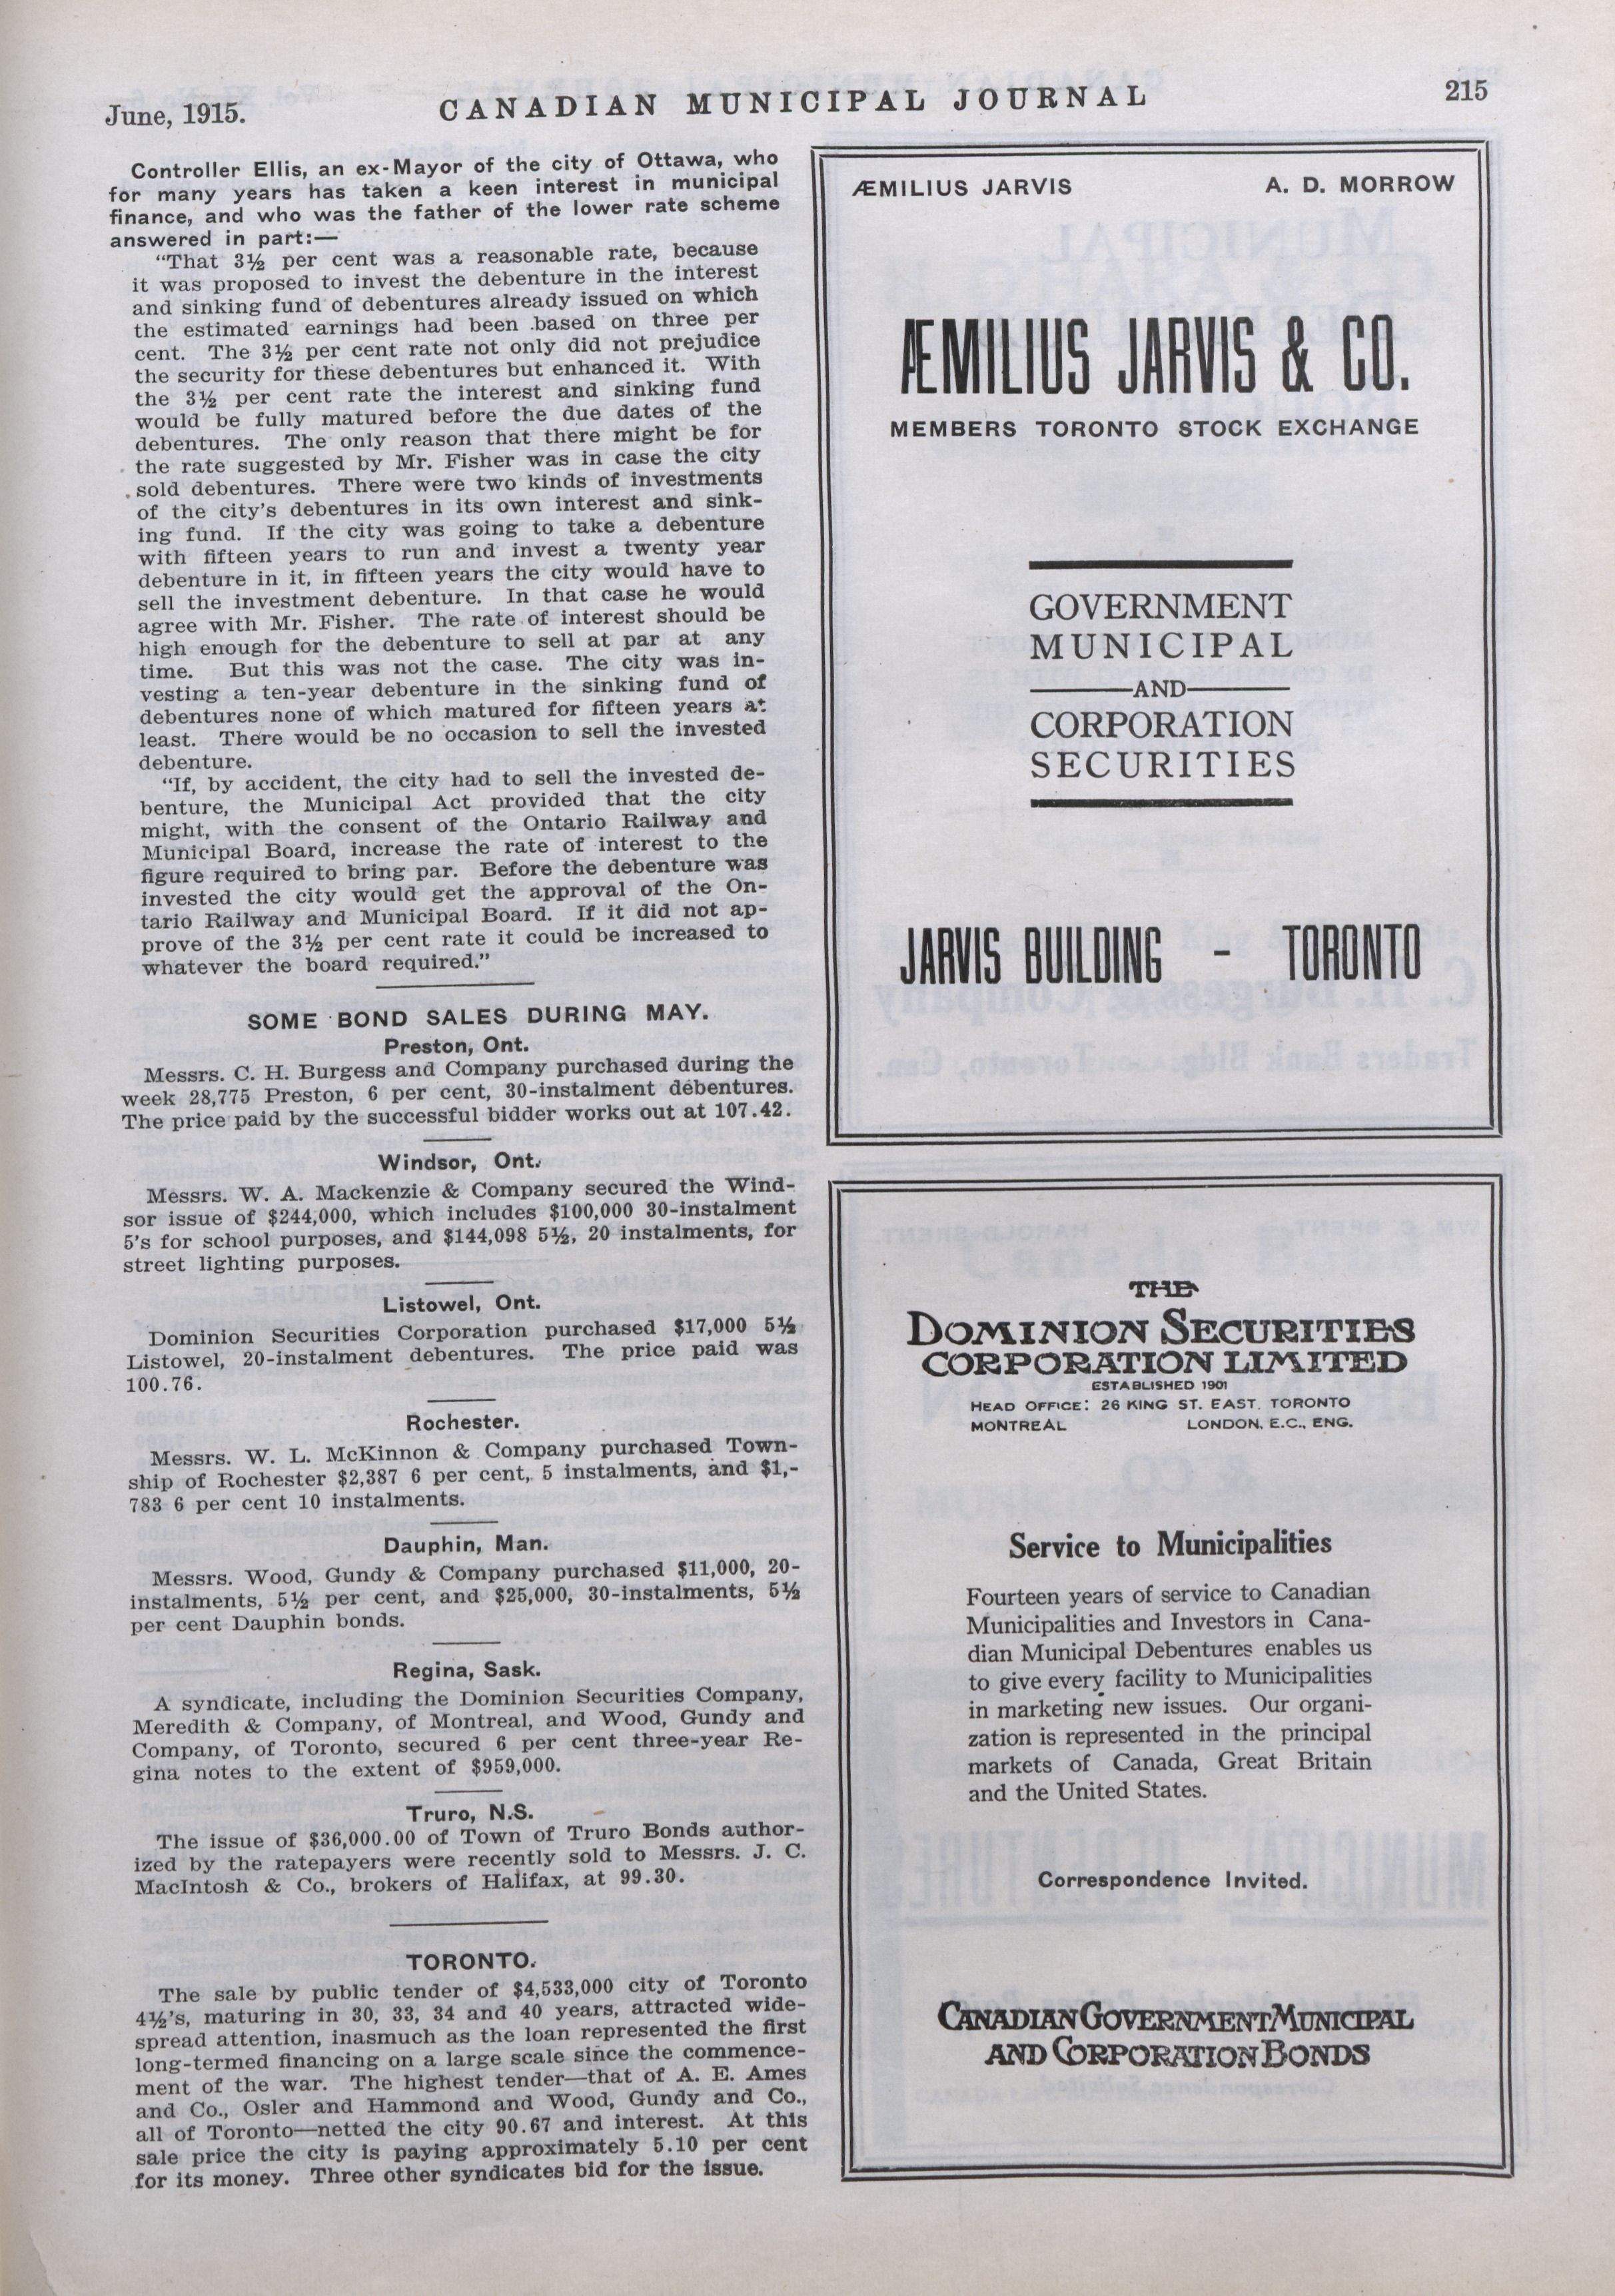 June, 1915.
CANADIAN MUNICIPAL JOURNAL
215
Controller Ellis, an ex-Mayor of the city of Ottawa, who
for many years has taken a keen interest in municipal
finance, and who was the father of the lower rate scheme
answered in part:—
"That 3½ per cent was a reasonable rate, because
it was proposed to invest the debenture in the interest
and sinking fund of debentures already issued on which
the estimated earnings had been based on three per
cent. The 3½ per cent rate not only did not prejudice
the security for these debentures but enhanced it. With
the 3½ per cent rate the interest and sinking fund
would be fully matured before the due dates of the
debentures. The only reason that there might be for
the rate suggested by Mr. Fisher was in case the city
sold debentures. There were two kinds of investments
of the city's debentures in its own interest and sink-
ing fund. If the city was going to take a debenture
with fifteen years to run and invest a twenty year
debenture in it, in fifteen years the city would have to
sell the investment debenture. In that case he would
agree with Mr. Fisher. The rate of interest should be
high enough for the debenture to sell at par at any
time. But this was not the case. The city was in-
vesting a ten-year debenture in the sinking fund of
debentures none of which matured for fifteen years at
least. There would be no occasion to sell the invested
debenture.
"If, by accident, the city had to sell the invested de-
benture, the Municipal Act provided that the city
might, with the consent of the Ontario Railway and
Municipal Board, increase the rate of interest to the
figure required to bring par. Before the debenture was
invested the city would get the approval of the On-
tario Railway and Municipal Board. If it did not ap-
prove of the 3½ per cent rate it could be increased to
whatever the board required."
SOME BOND SALES DURING MAY.
Preston, Ont.
Messrs. C. H. Burgess and Company purchased during the
week 28,775 Preston, 6 per cent, 30-instalment debentures.
The price paid by the successful bidder works out at 107.42.
Windsor, Ont.
Messrs. W. A. Mackenzie & Company secured the Wind-
sor issue of $244,000, which includes $100,000 30-instalment
5's for school purposes, and $144,098 5½, 20 instalments, for
street lighting purposes.
Listowel, Ont.
Dominion Securities Corporation purchased $17,000 5½
Listowel, 20-instalment debentures. The price paid was
100.76.
Rochester.
Messrs. W. L. McKinnon & Company purchased Town-
ship of Rochester $2,387 6 per cent, 5 instalments, and $1,-
783 6 per cent 10 instalments.
Dauphin, Man.
Messrs. Wood, Gundy & Company purchased $11,000, 20-
instalments, 5½ per cent, and $25,000, 30-instalments, 5½
per cent Dauphin bonds.
Regina, Sask.
A syndicate, including the Dominion Securities Company,
Meredith & Company, of Montreal, and Wood, Gundy and
Company, of Toronto, secured 6 per cent three-year Re-
gina notes to the extent of $959,000.
Truro, N.S.
The issue of $36,000.00 of Town of Truro Bonds author-
ized by the ratepayers were recently sold to Messrs. J. C.
MacIntosh & Co., brokers of Halifax, at 99.30.
TORONTO.
The sale by public tender of $4,533,000 city of Toronto
4½'s, maturing in 30, 33, 34 and 40 years, attracted wide-
spread attention, inasmuch as the loan represented the first
long-termed financing on a large scale since the commence-
ment of the war. The highest tender—that of A. E. Ames
and Co., Osler and Hammond and Wood, Gundy and Co.,
all of Toronto—netted the city 90.67 and interest. At this
sale price the city is paying approximately 5.10 per cent
for its money. Three other syndicates bid for the issue.
ÆMILIUS JARVIS
A. D. MORROW
ÆMILIUS JARVIS & CO.
MEMBERS TORONTO STOCK EXCHANGE
GOVERNMENT
MUNICIPAL
AND
CORPORATION
SECURITIES
JARVIS BUILDING - TORONTO
THE
DOMINION SECURITIES
CORPORATION LIMITED
ESTABLISHED 1901
HEAD OFFICE: 26 KING ST. EAST. TORONTO
MONTREAL LONDON, E.C., ENG.
Service to Municipalities
Fourteen years of service to Canadian
Municipalities and Investors in Cana-
dian Municipal Debentures enables us
to give every facility to Municipalities
in marketing new issues. Our organi-
zation is represented in the principal
markets of Canada, Great Britain
and the United States.
Correspondence Invited.
CANADIAN GOVERNMENT MUNICIPAL
AND CORPORATION BONDS